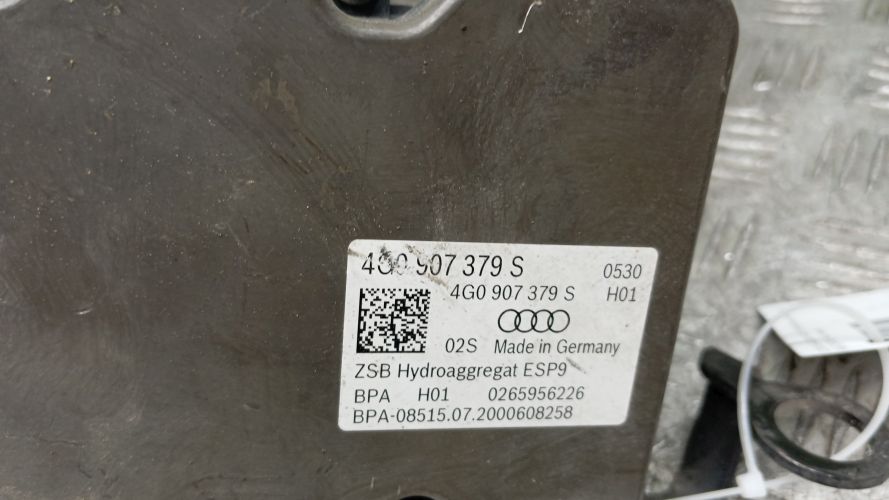 4G0 907 379 S 0530
4G0 907 379 S H01
02S Made in Germany
ZSB Hydroaggregat ESP9
BPA H01 0265956226
BPA-08515.07.2000608258